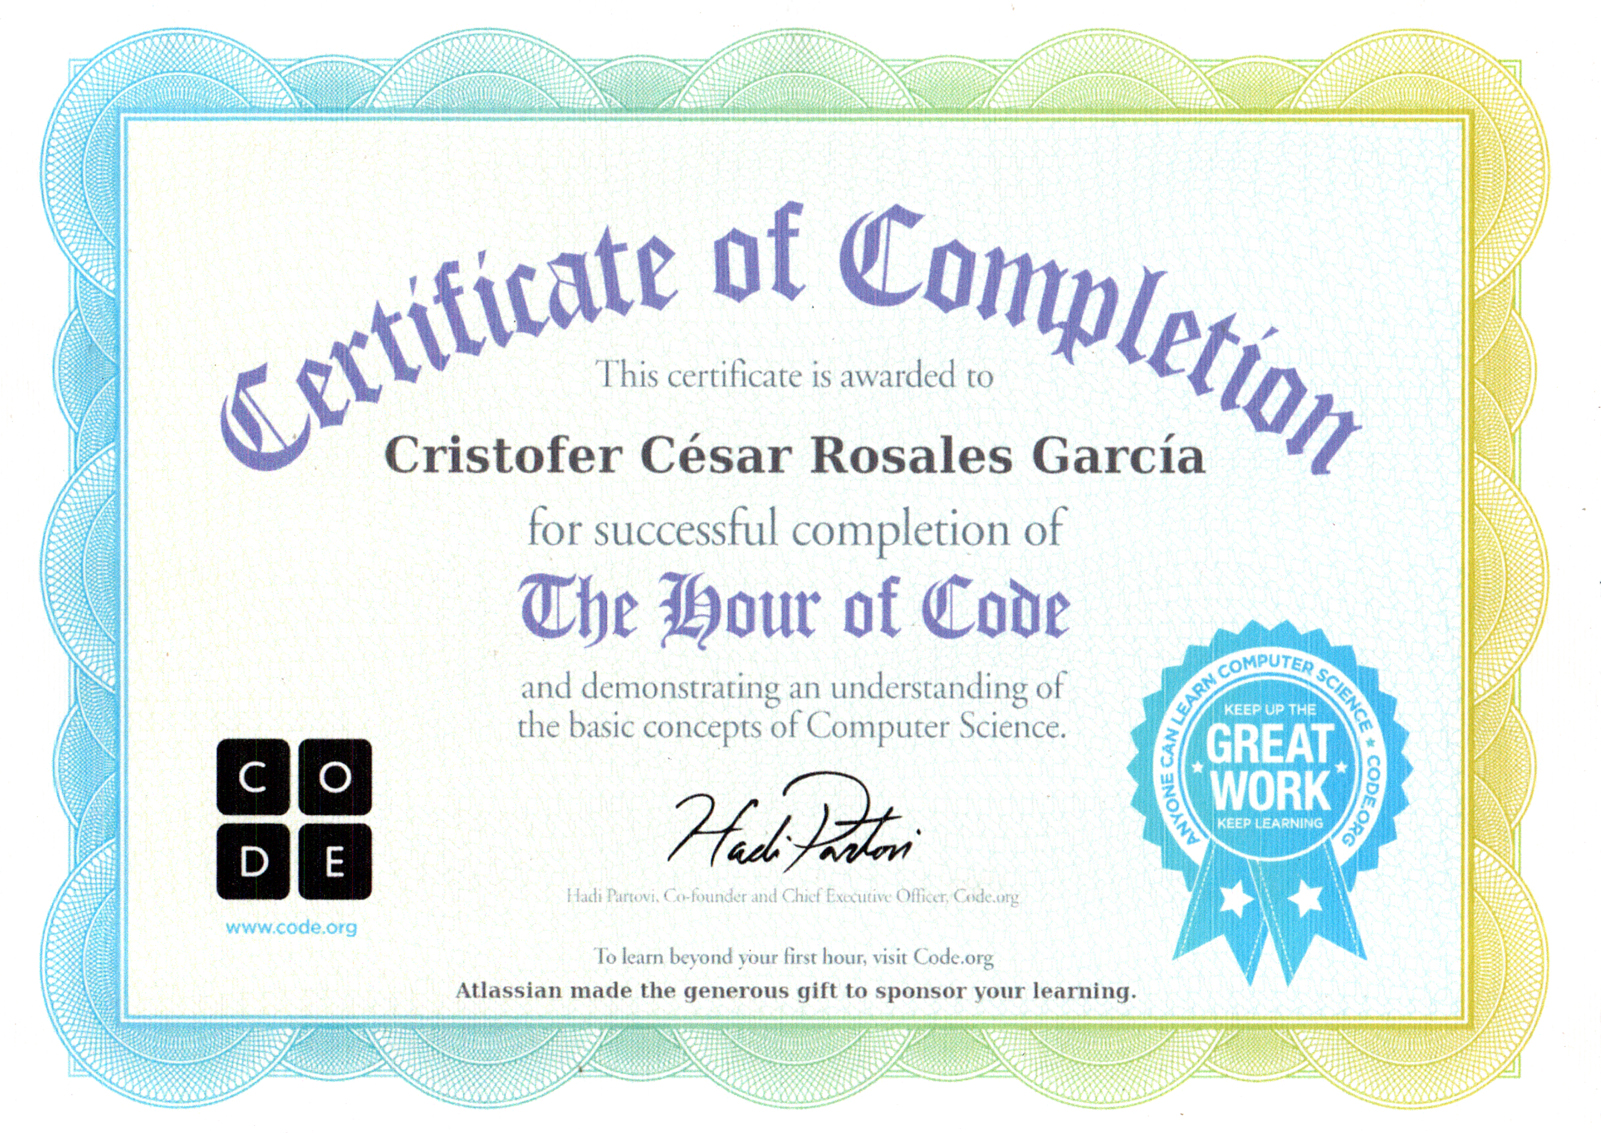 Certificate of Completion
This certificate is awarded to
Cristofer César Rosales García
for successful completion of
The Hour of Code
and demonstrating an understanding of
the basic concepts of Computer Science.
C O
D E
www.code.org
Hadi Partovi
Hadi Partovi, Co-founder and Chief Executive Officer, Code.org
To learn beyond your first hour, visit Code.org
Atlassian made the generous gift to sponsor your learning.
ANYONE CAN LEARN COMPUTER SCIENCE ★ CODE.ORG
KEEP UP THE
GREAT
WORK
KEEP LEARNING